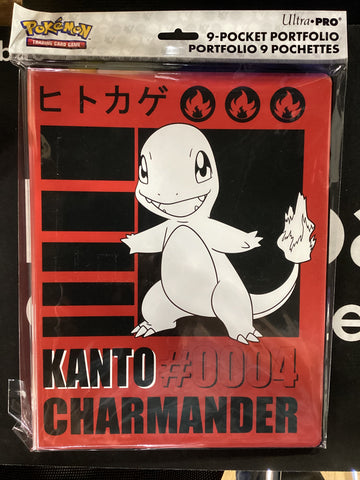 Pokémon
TRADING CARD GAME
Ultra•PRO®
9-POCKET PORTFOLIO
PORTFOLIO 9 POCHETTES
ヒトカゲ
KANTO #0004
CHARMANDER